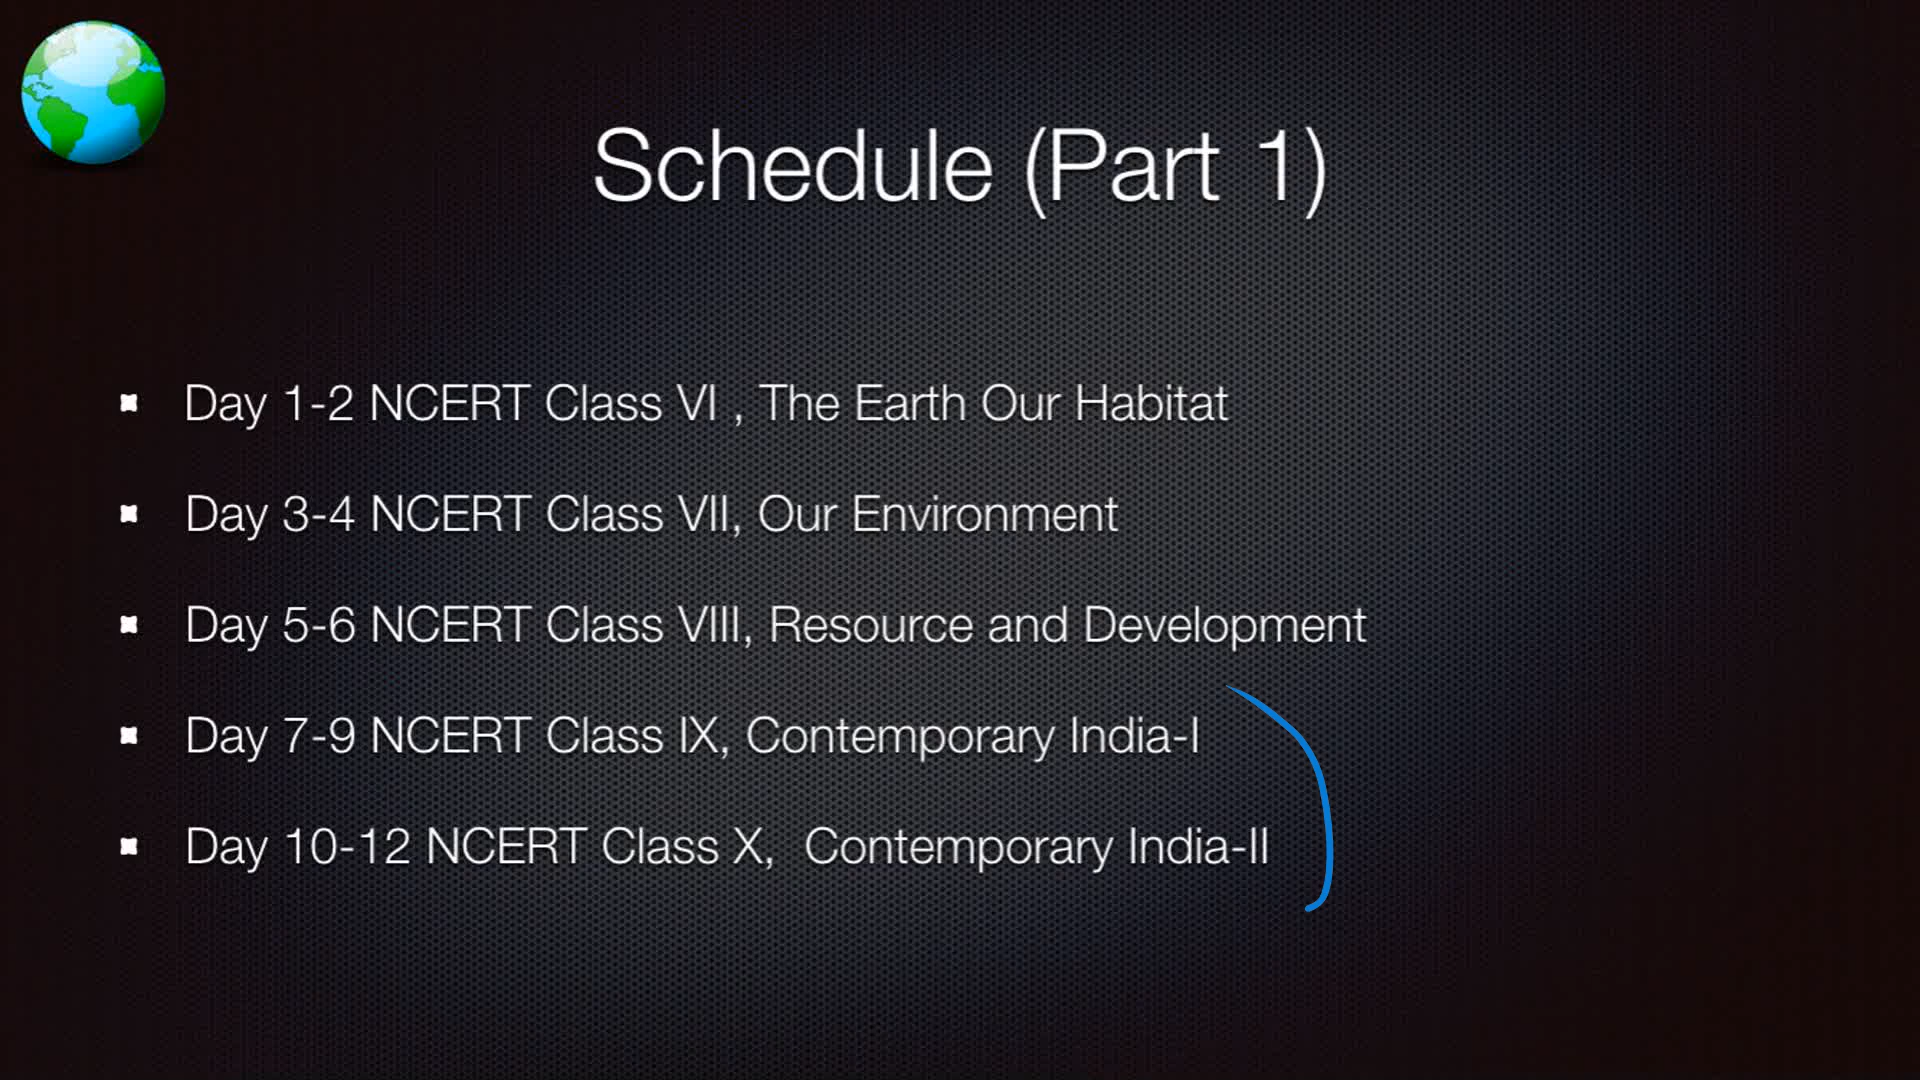 Schedule (Part 1)
Day 1-2 NCERT Class VI , The Earth Our Habitat
Day 3-4 NCERT Class VII, Our Environment
Day 5-6 NCERT Class VIII, Resource and Development
Day 7-9 NCERT Class IX, Contemporary India-I
Day 10-12 NCERT Class X,  Contemporary India-II